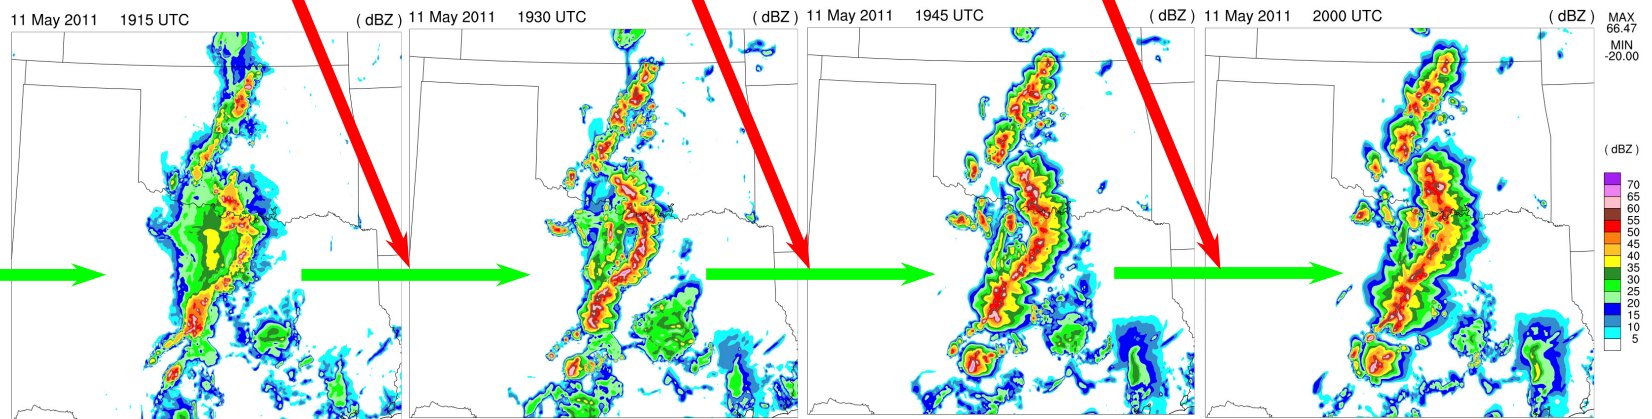 11 May 2011 1915 UTC ( dBZ )
11 May 2011 1930 UTC ( dBZ )
11 May 2011 1945 UTC ( dBZ )
11 May 2011 2000 UTC ( dBZ )
MAX
66.47
MIN
-20.00
( dBZ )
70
65
60
55
50
45
40
35
30
25
20
15
10
5